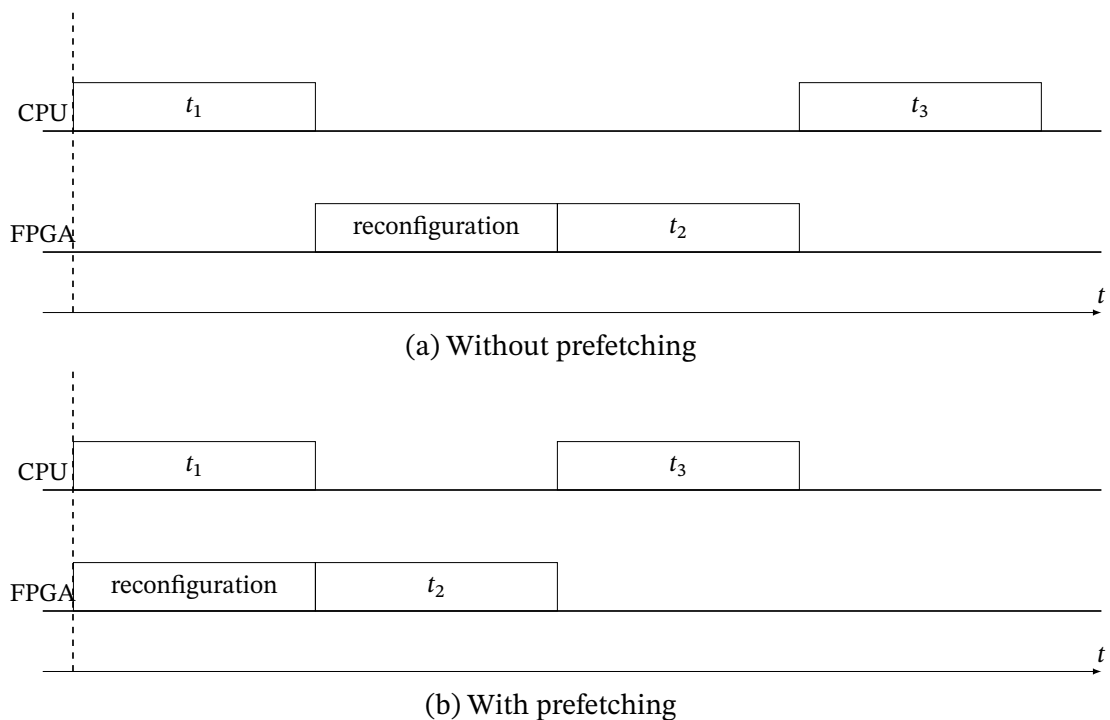 CPU t₁ t₃
FPGA reconfiguration t₂
t
(a) Without prefetching
CPU t₁ t₃
FPGA reconfiguration t₂
t
(b) With prefetching